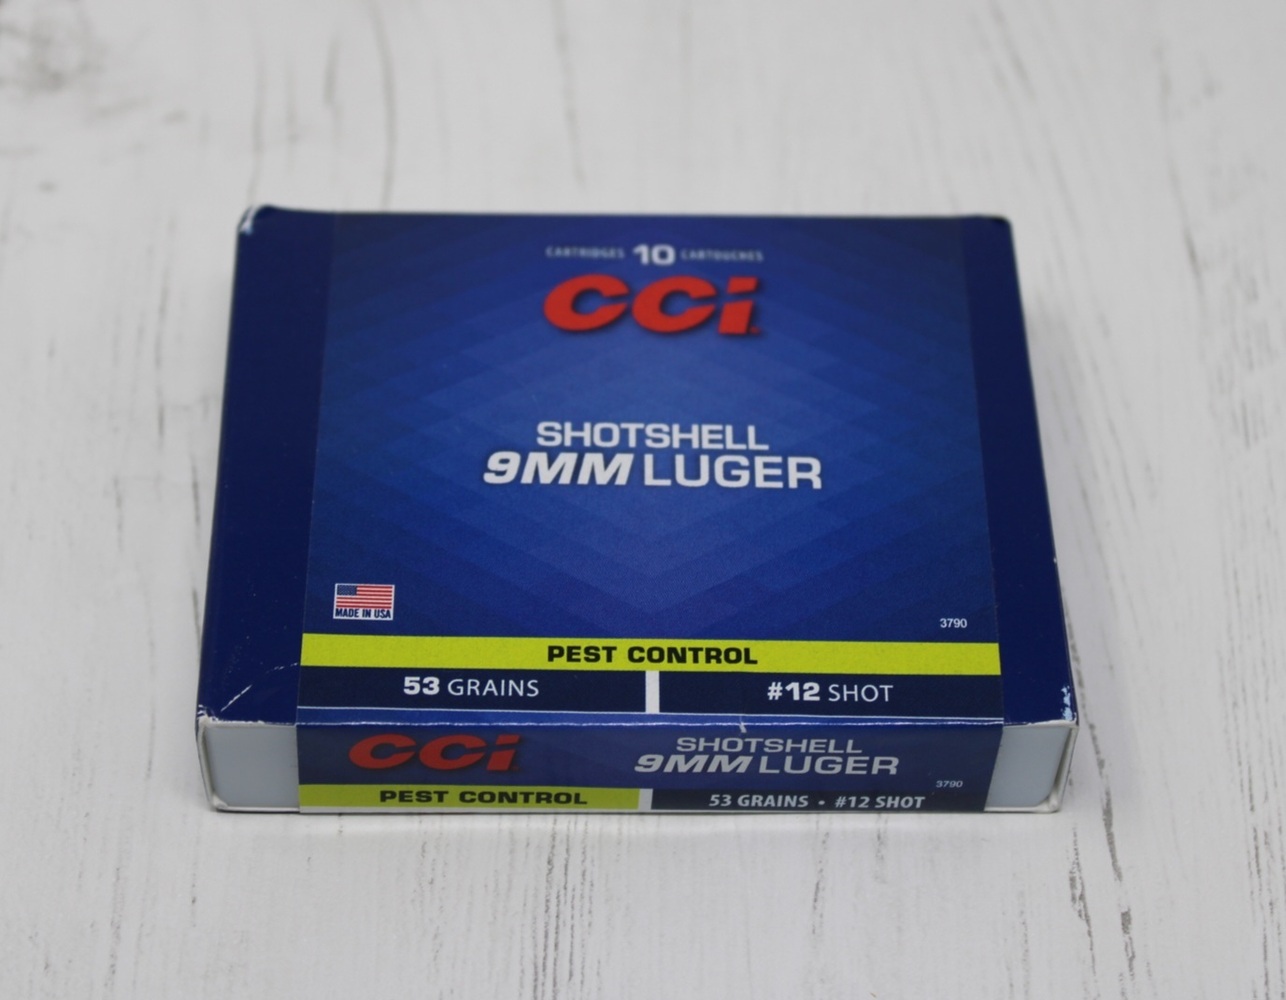 CARTRIDGES 10 CARTOUCHES
CCi
SHOTSHELL
9MM LUGER
MADE IN USA
3790
PEST CONTROL
53 GRAINS
#12 SHOT
CCi
SHOTSHELL
9MM LUGER
3790
PEST CONTROL
53 GRAINS • #12 SHOT